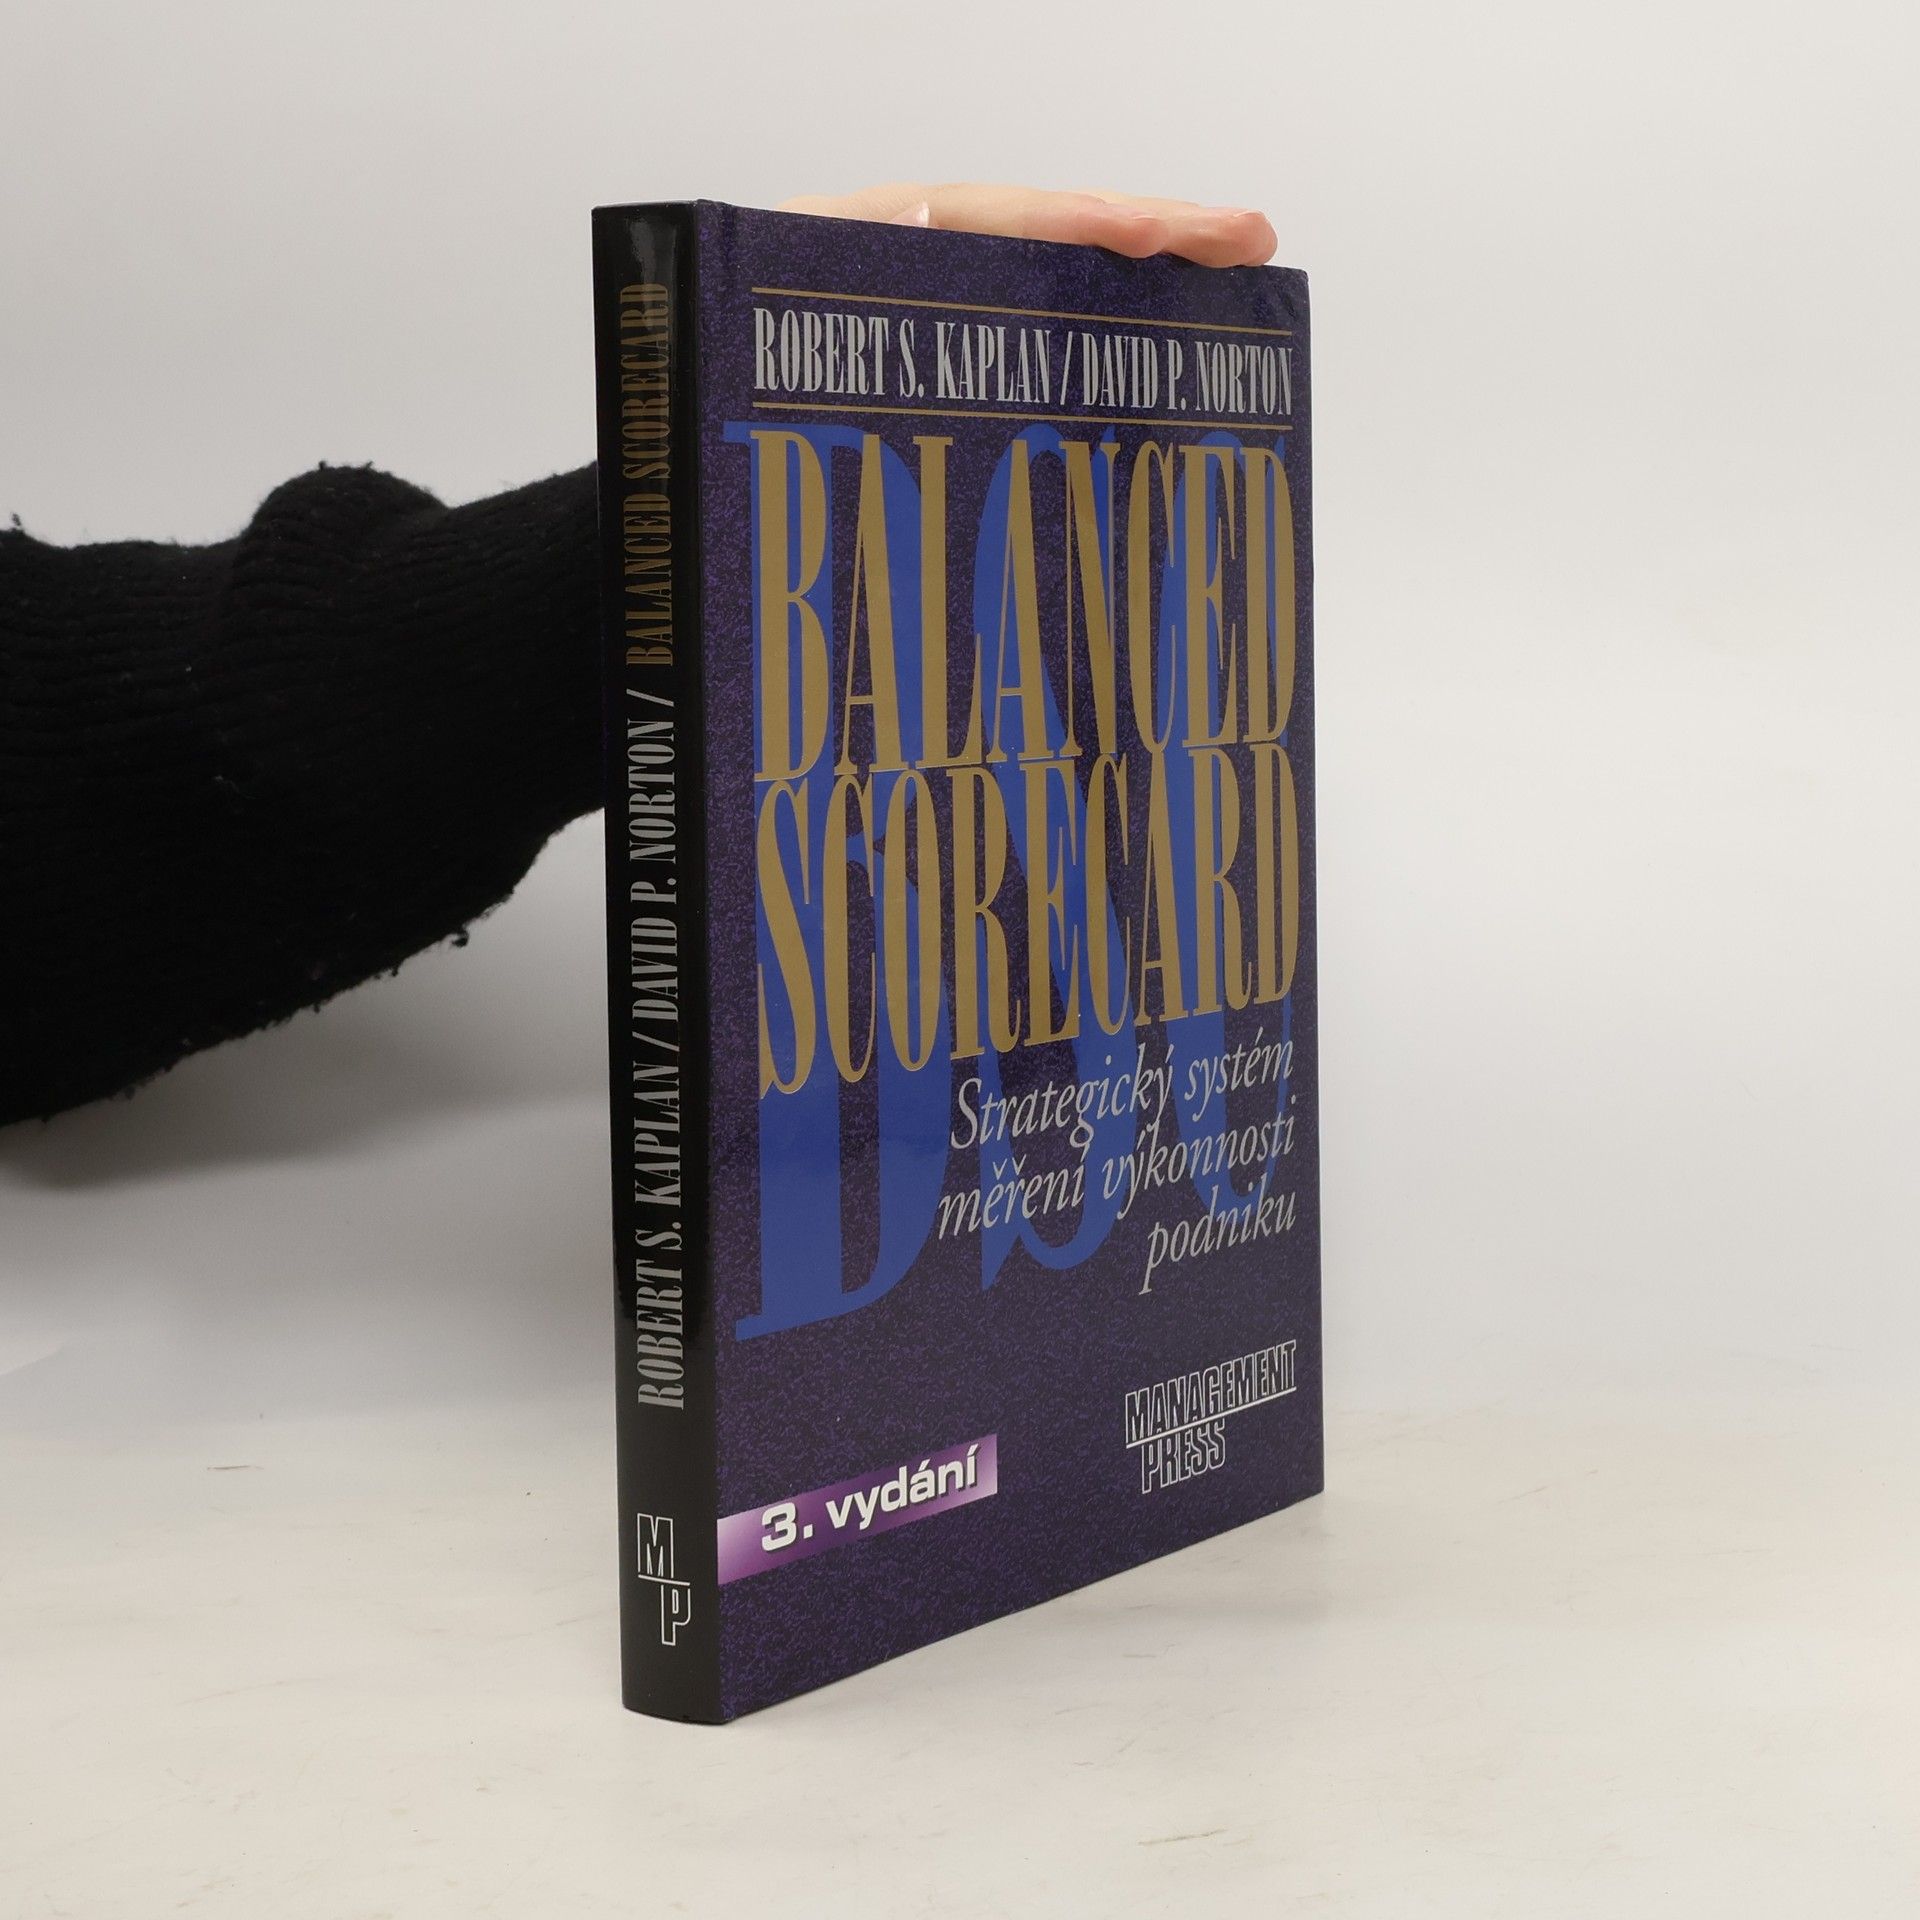 ROBERT S. KAPLAN / DAVID P. NORTON / BALANCED SCORECARD
MP
ROBERT S. KAPLAN / DAVID P. NORTON
BSC
BALANCED
SCORECARD
Strategický systém
měření výkonnosti
podniku
MANAGEMENT
PRESS
3. vydání